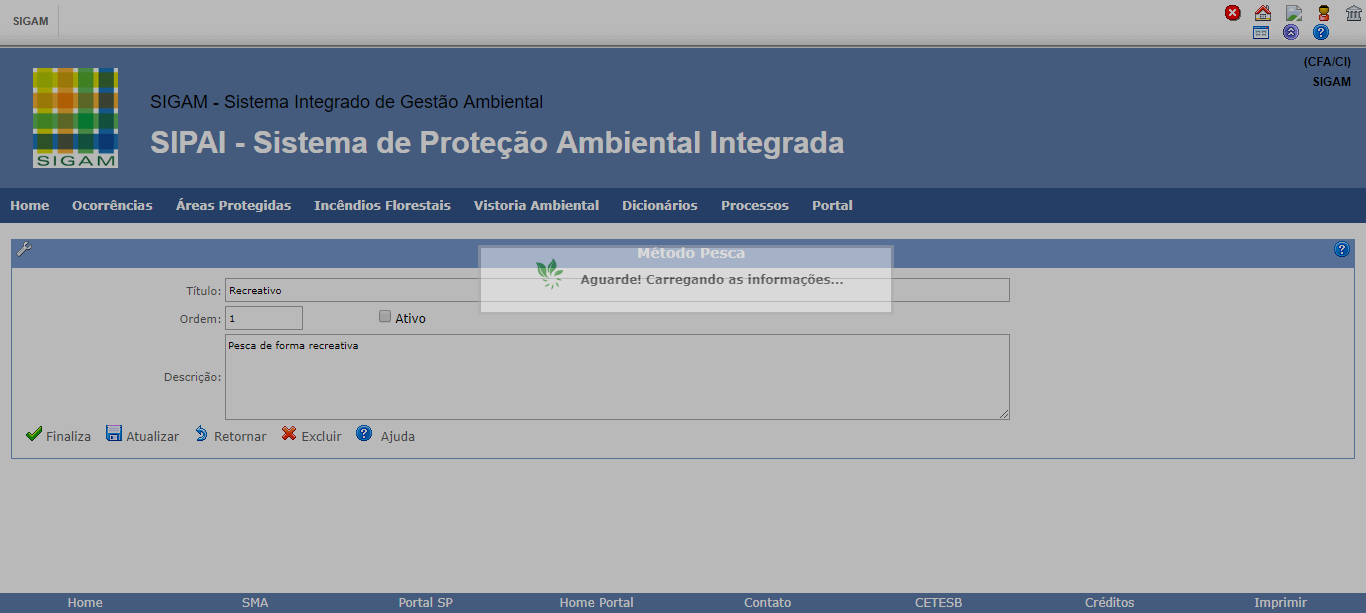 SIGAM
(CFA/CI)
SIGAM
SIGAM
SIGAM - Sistema Integrado de Gestão Ambiental
SIPAI - Sistema de Proteção Ambiental Integrada
Home Ocorrências Áreas Protegidas Incêndios Florestais Vistoria Ambiental Dicionários Processos Portal
Método Pesca
Aguarde! Carregando as informações...
Título: Recreativo
Ordem: 1 Ativo
Descrição: Pesca de forma recreativa
Finaliza Atualizar Retornar Excluir Ajuda
Home SMA Portal SP Home Portal Contato CETESB Créditos Imprimir